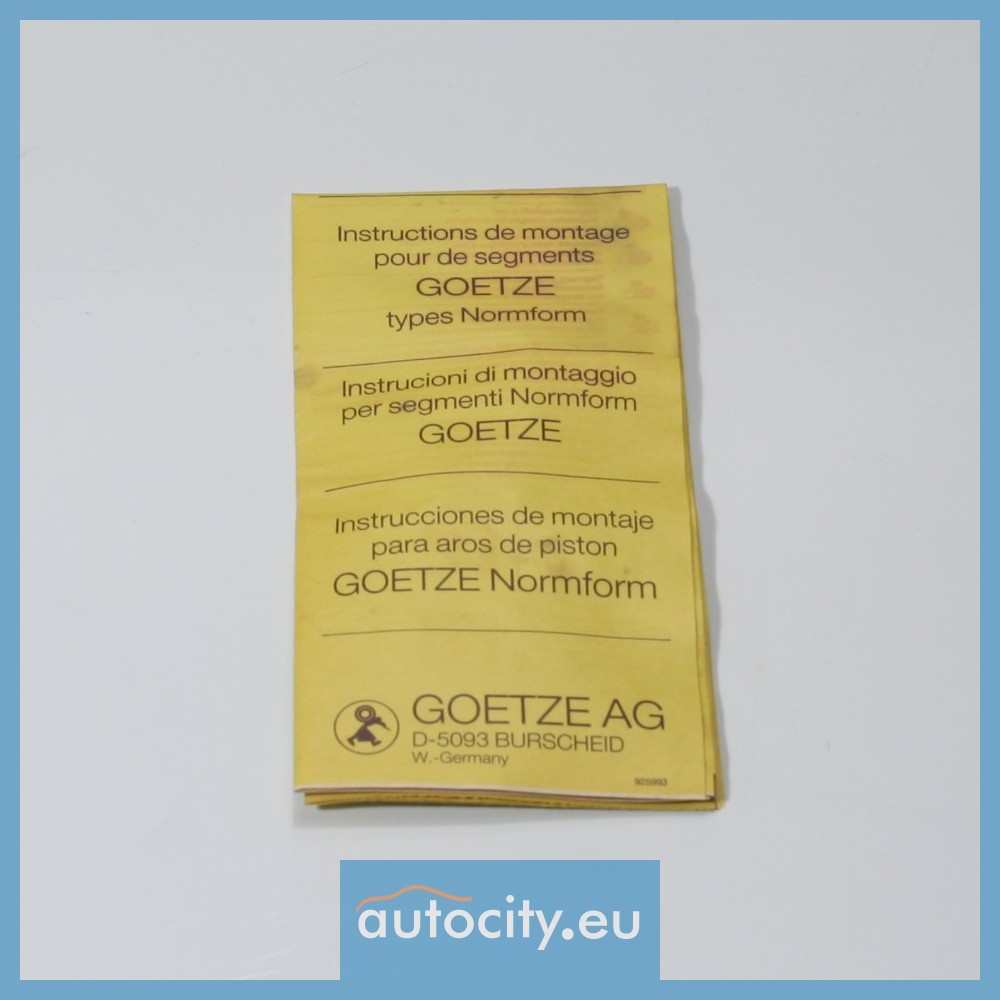 Instructions de montage
pour de segments
GOETZE
types Normform
Instrucioni di montaggio
per segmenti Normform
GOETZE
Instrucciones de montaje
para aros de piston
GOETZE Normform
GOETZE AG
D-5093 BURSCHEID
W.-Germany
925993
autocity.eu